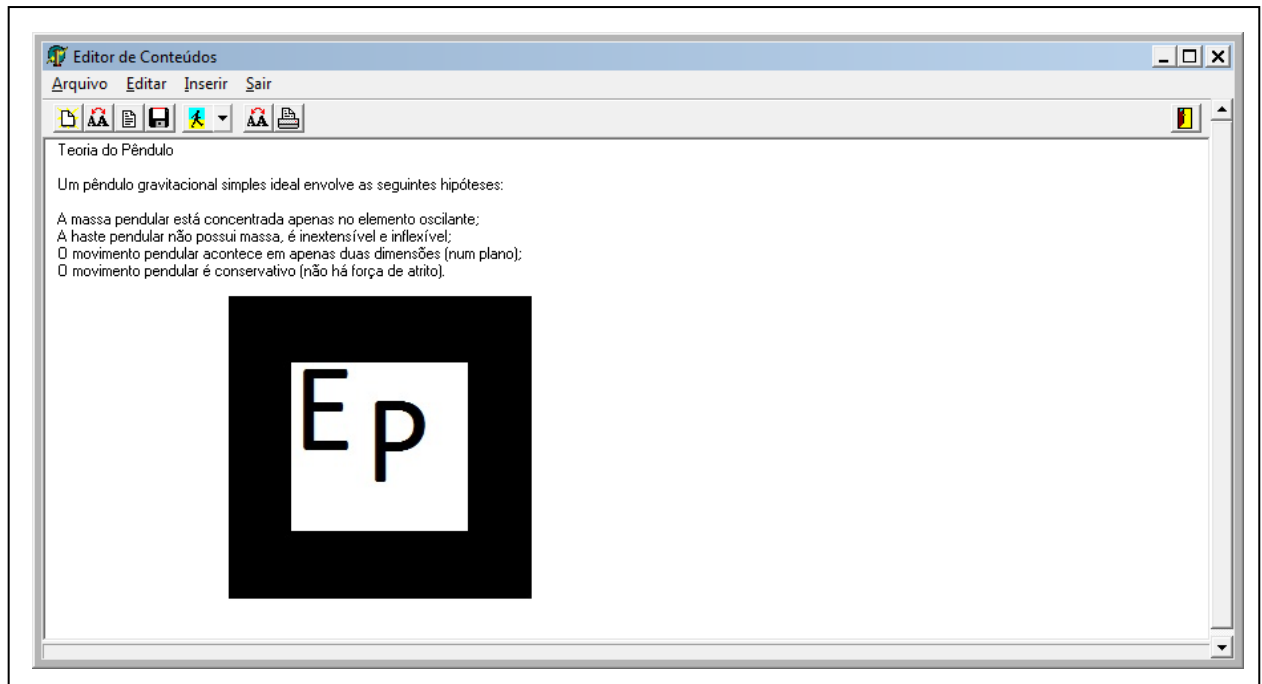 Editor de Conteúdos
Arquivo Editar Inserir Sair
Teoria do Pêndulo
Um pêndulo gravitacional simples ideal envolve as seguintes hipóteses:
A massa pendular está concentrada apenas no elemento oscilante;
A haste pendular não possui massa, é inextensível e inflexível;
O movimento pendular acontece em apenas duas dimensões (num plano);
O movimento pendular é conservativo (não há força de atrito).
E P